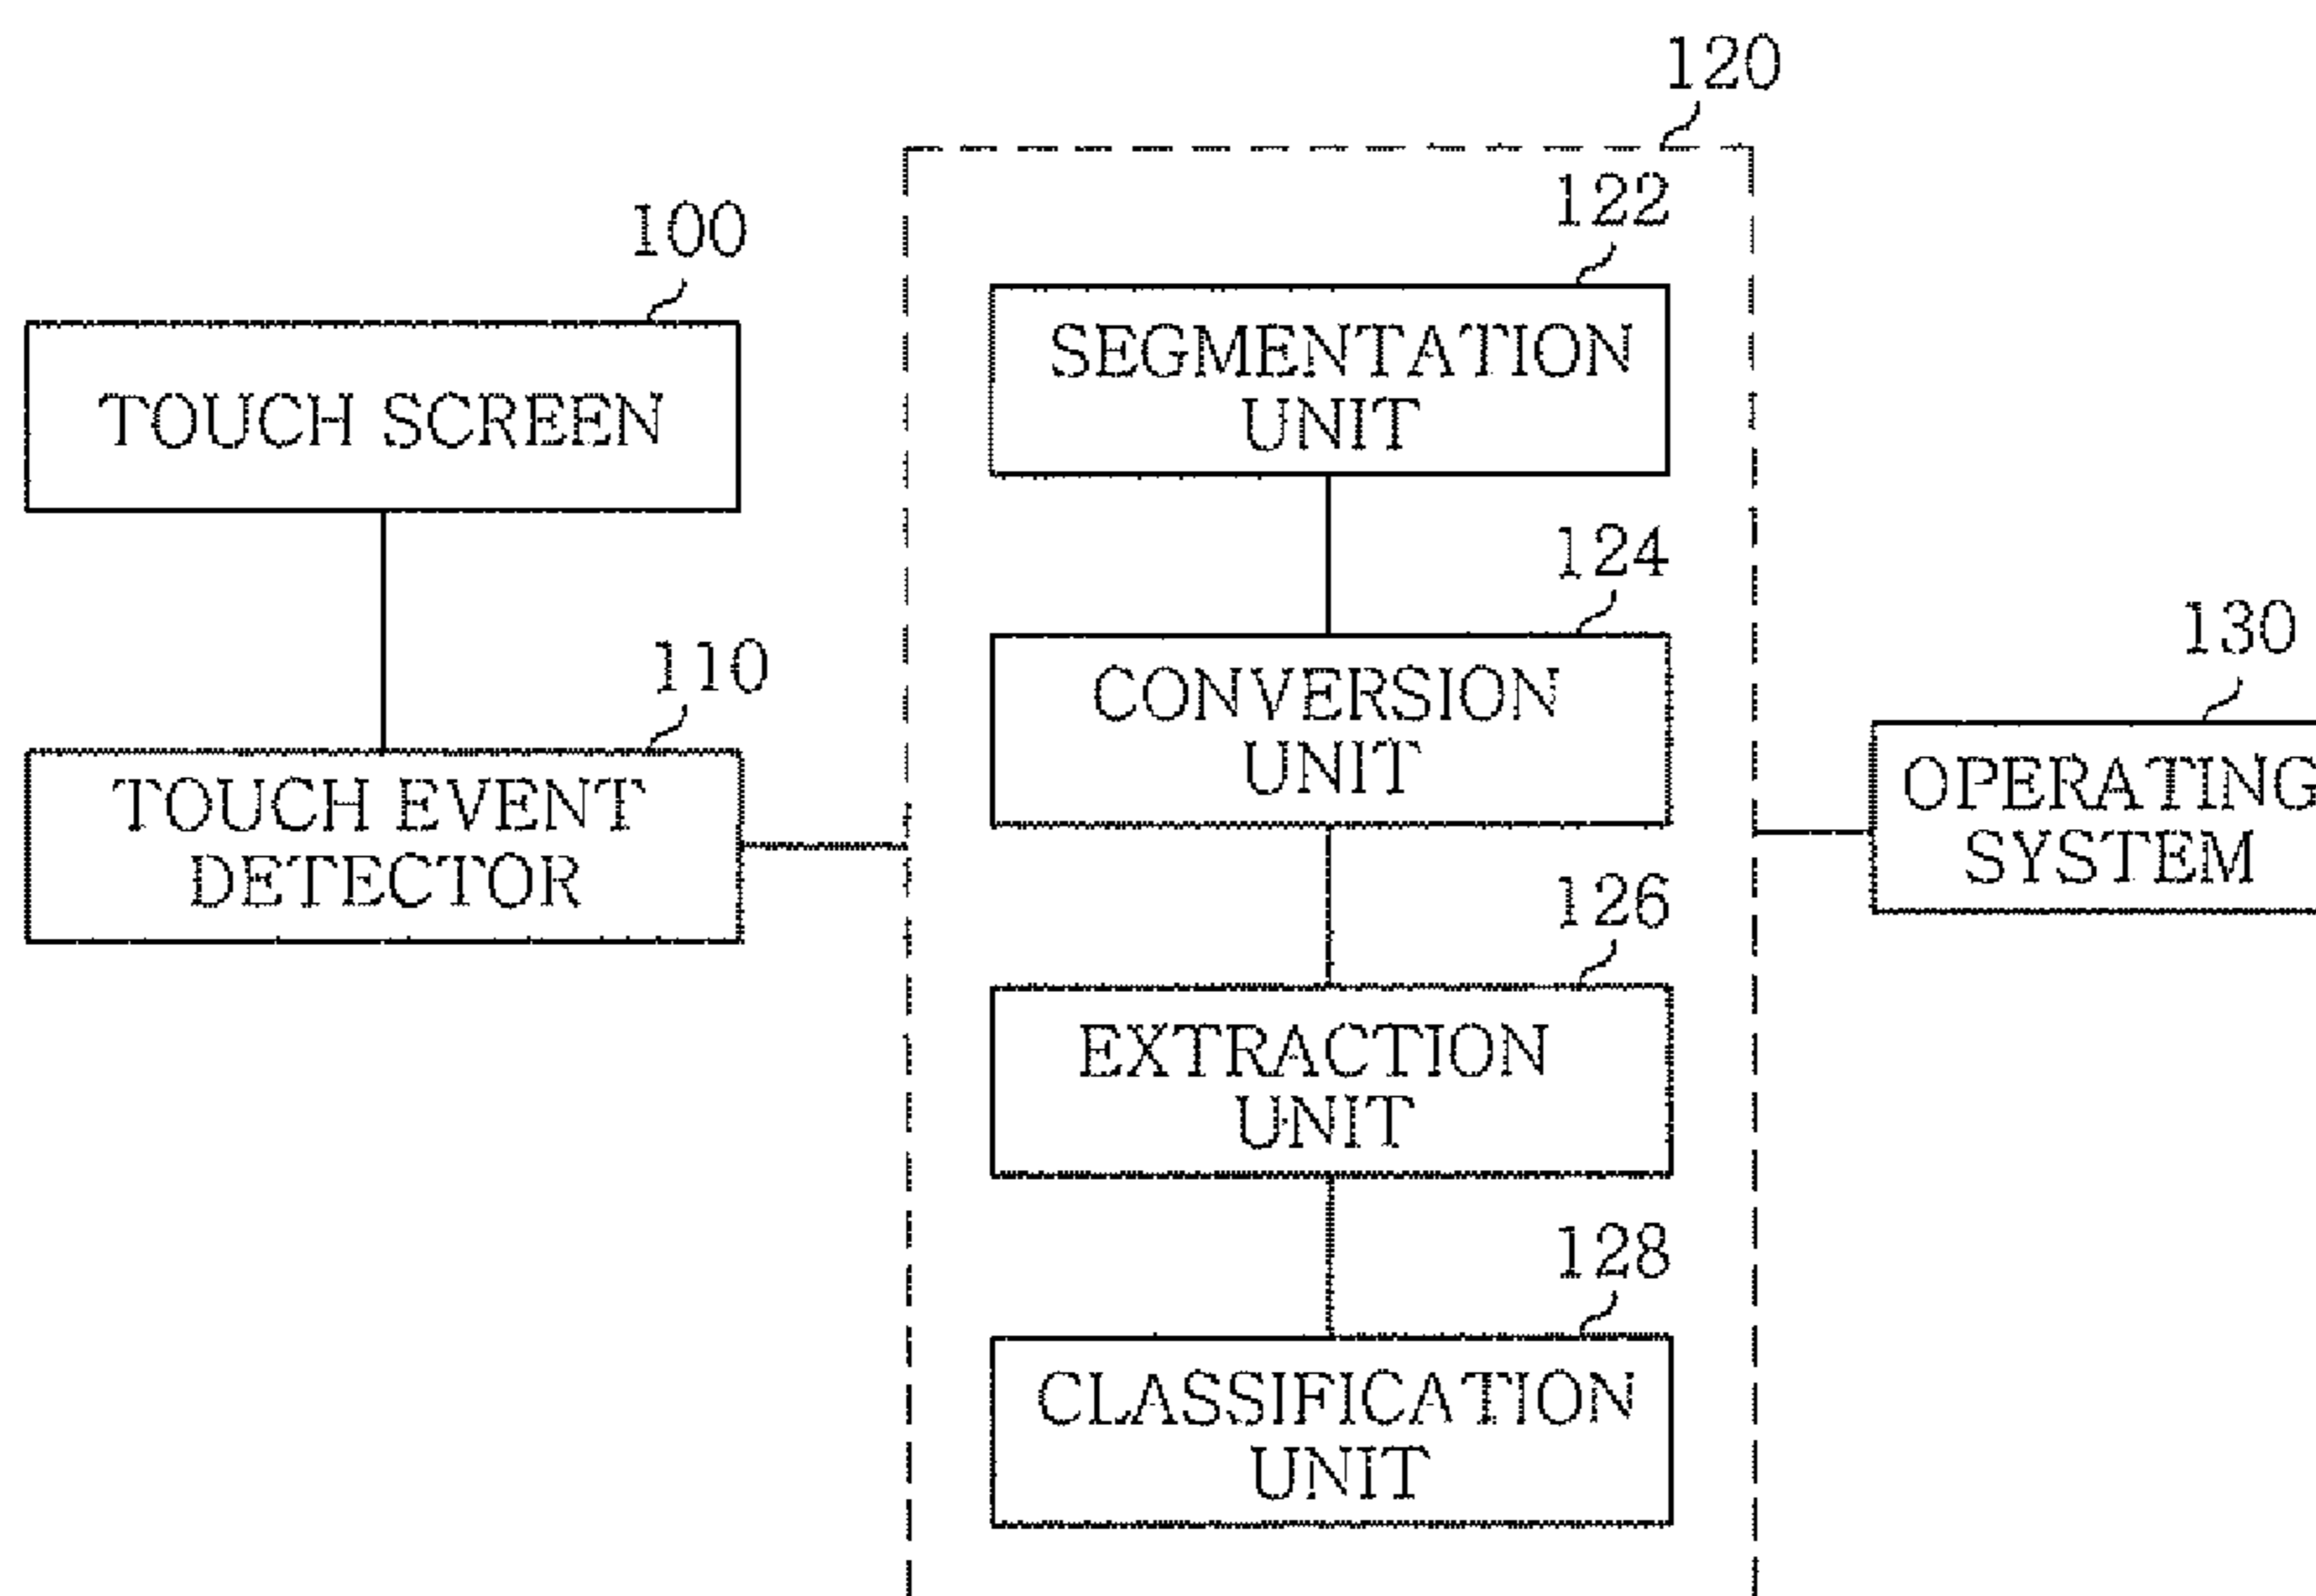 120
122
100
SEGMENTATION
UNIT
TOUCH SCREEN
124
110
CONVERSION
UNIT
130
TOUCH EVENT
DETECTOR
OPERATING
SYSTEM
126
EXTRACTION
UNIT
128
CLASSIFICATION
UNIT